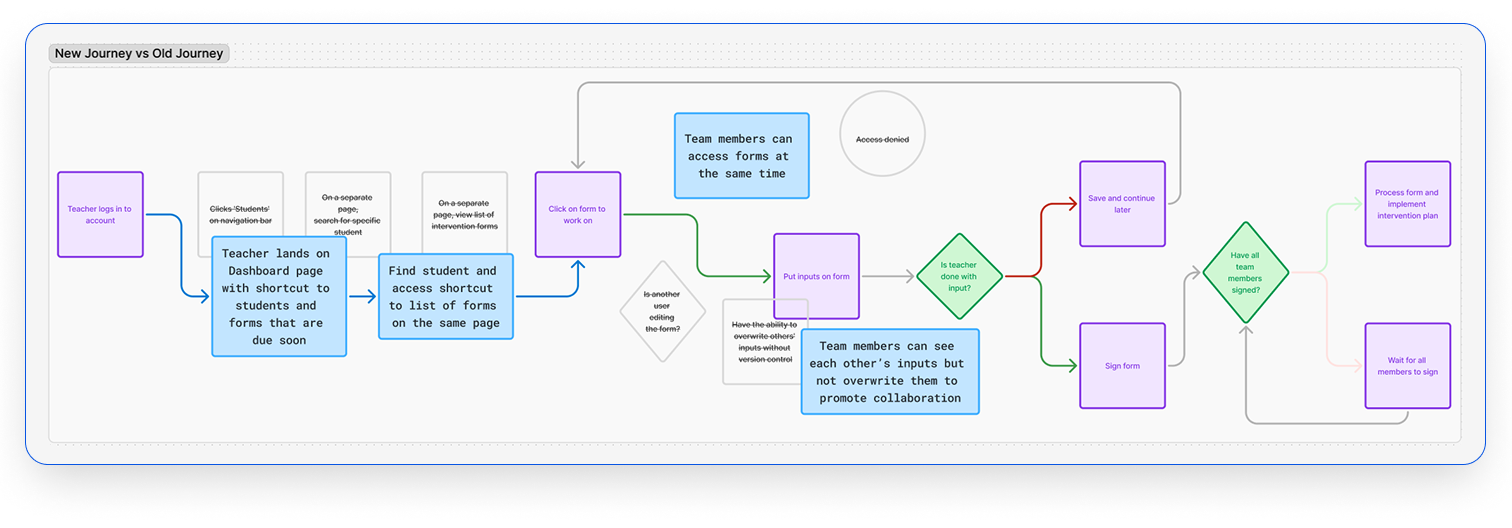 New Journey vs Old Journey
Teacher logs in to
account
Clicks 'Students'
on navigation bar
On a separate
page,
search for specific
student
On a separate
page, view list of
intervention forms
Teacher lands on
Dashboard page
with shortcut to
students and
forms that are
due soon
Find student and
access shortcut
to list of forms
on the same page
Click on form to
work on
Team members can
access forms at
the same time
Access denied
Is another
user
editing
the form?
Put inputs on form
Have the ability to
overwrite others'
inputs without
version control
Team members can see
each other's inputs but
not overwrite them to
promote collaboration
Is teacher
done with
input?
Save and continue
later
Sign form
Have all
team
members
signed?
Process form and
implement
intervention plan
Wait for all
members to sign